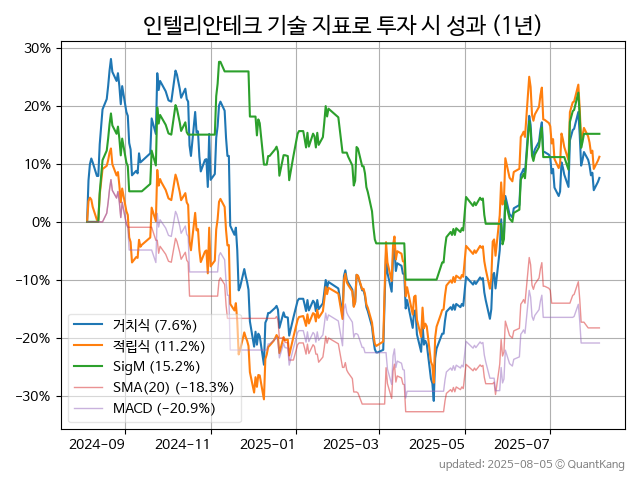 인텔리안테크 기술 지표로 투자 시 성과 (1년)
30%
20%
10%
0%
−10%
−20%
−30%
거치식 (7.6%)
적립식 (11.2%)
SigM (15.2%)
SMA(20) (−18.3%)
MACD (−20.9%)
2024−09
2024−11
2025−01
2025−03
2025−05
2025−07
updated: 2025-08-05 © QuantKang